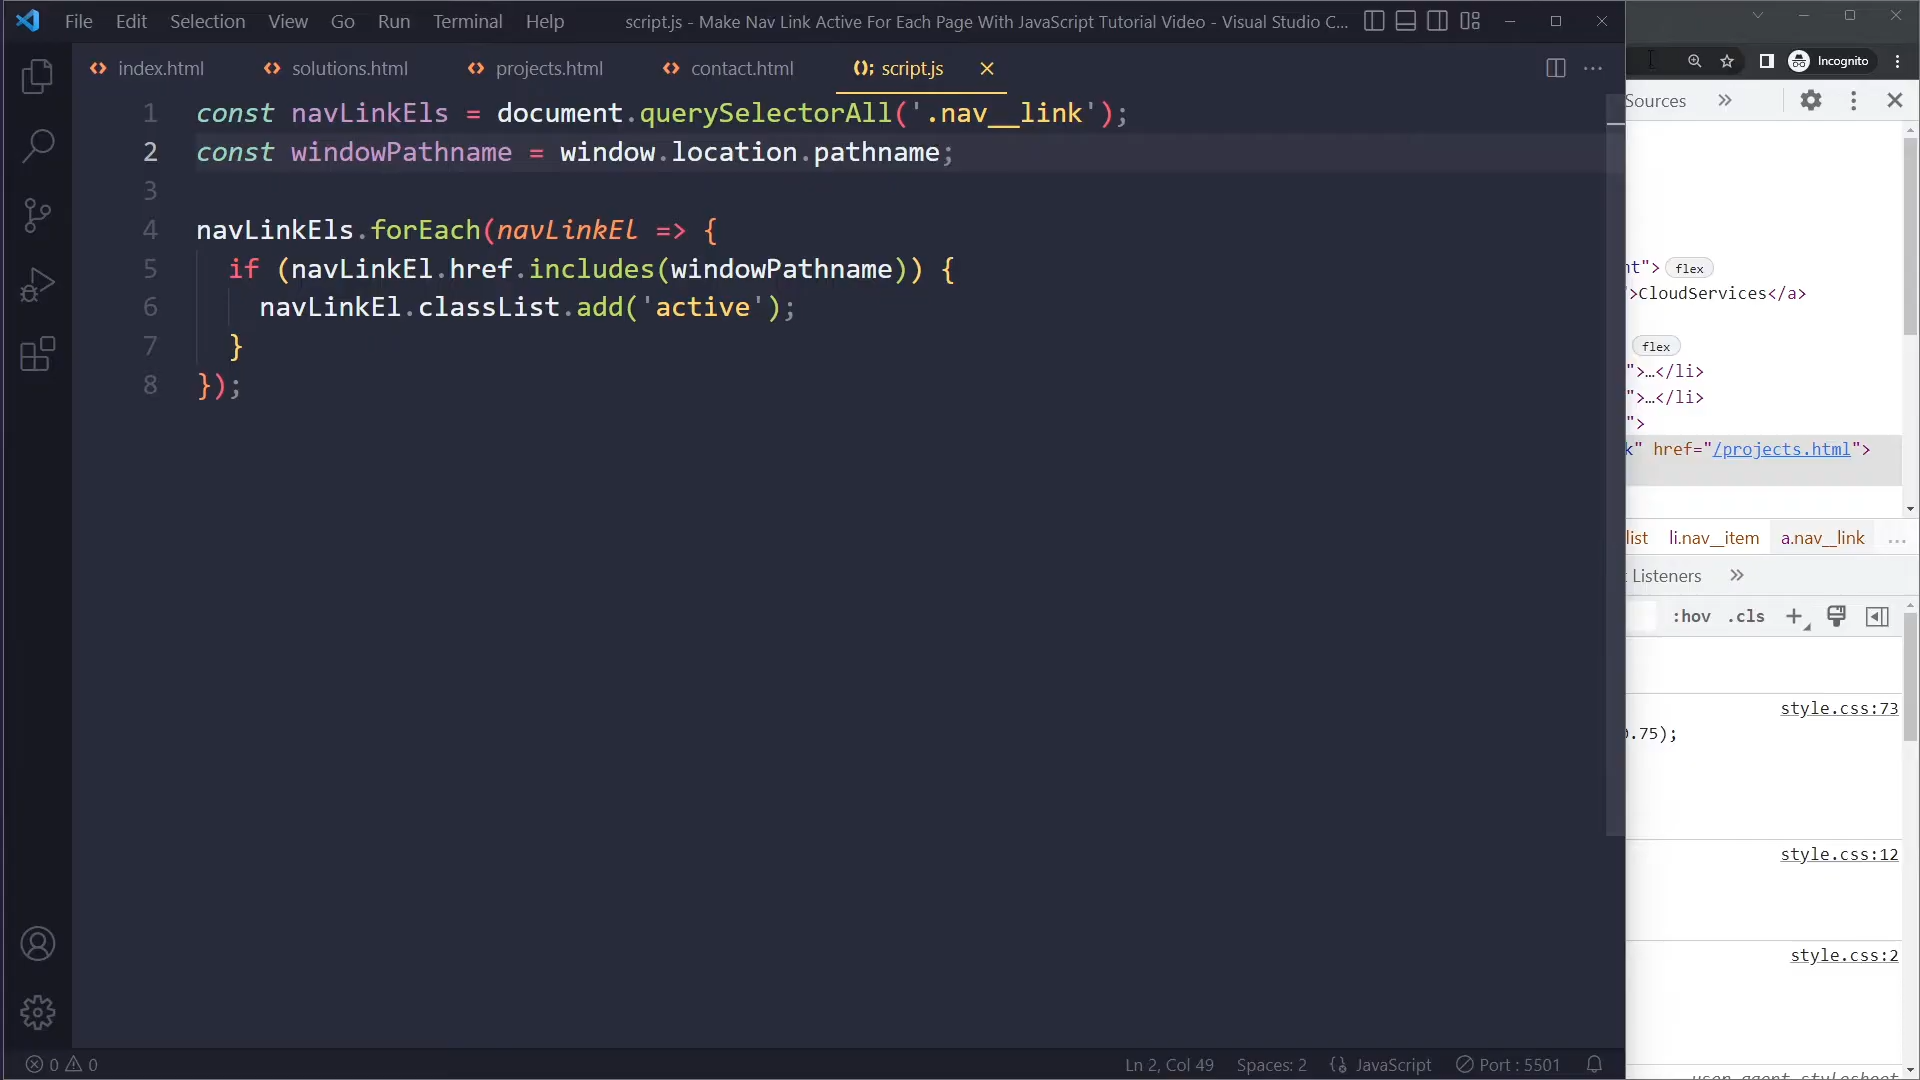 File Edit Selection View Go Run Terminal Help script.js - Make Nav Link Active For Each Page With JavaScript Tutorial Video - Visual Studio C...
index.html solutions.html projects.html contact.html script.js
1 const navLinkEls = document.querySelectorAll('.nav__link');
2 const windowPathname = window.location.pathname;
3
4 navLinkEls.forEach(navLinkEl => {
5 if (navLinkEl.href.includes(windowPathname)) {
6 navLinkEl.classList.add('active');
7 }
8 });
0 0 Ln 2, Col 49 Spaces: 2 JavaScript Port : 5501
Incognito
Sources
"> flex
">CloudServices</a>
flex
">…</li>
">…</li>
">
" href="/projects.html">
list li.nav__item a.nav__link ...
Listeners
:hov .cls
style.css:73
.75);
style.css:12
style.css:2
user agent stylesheet